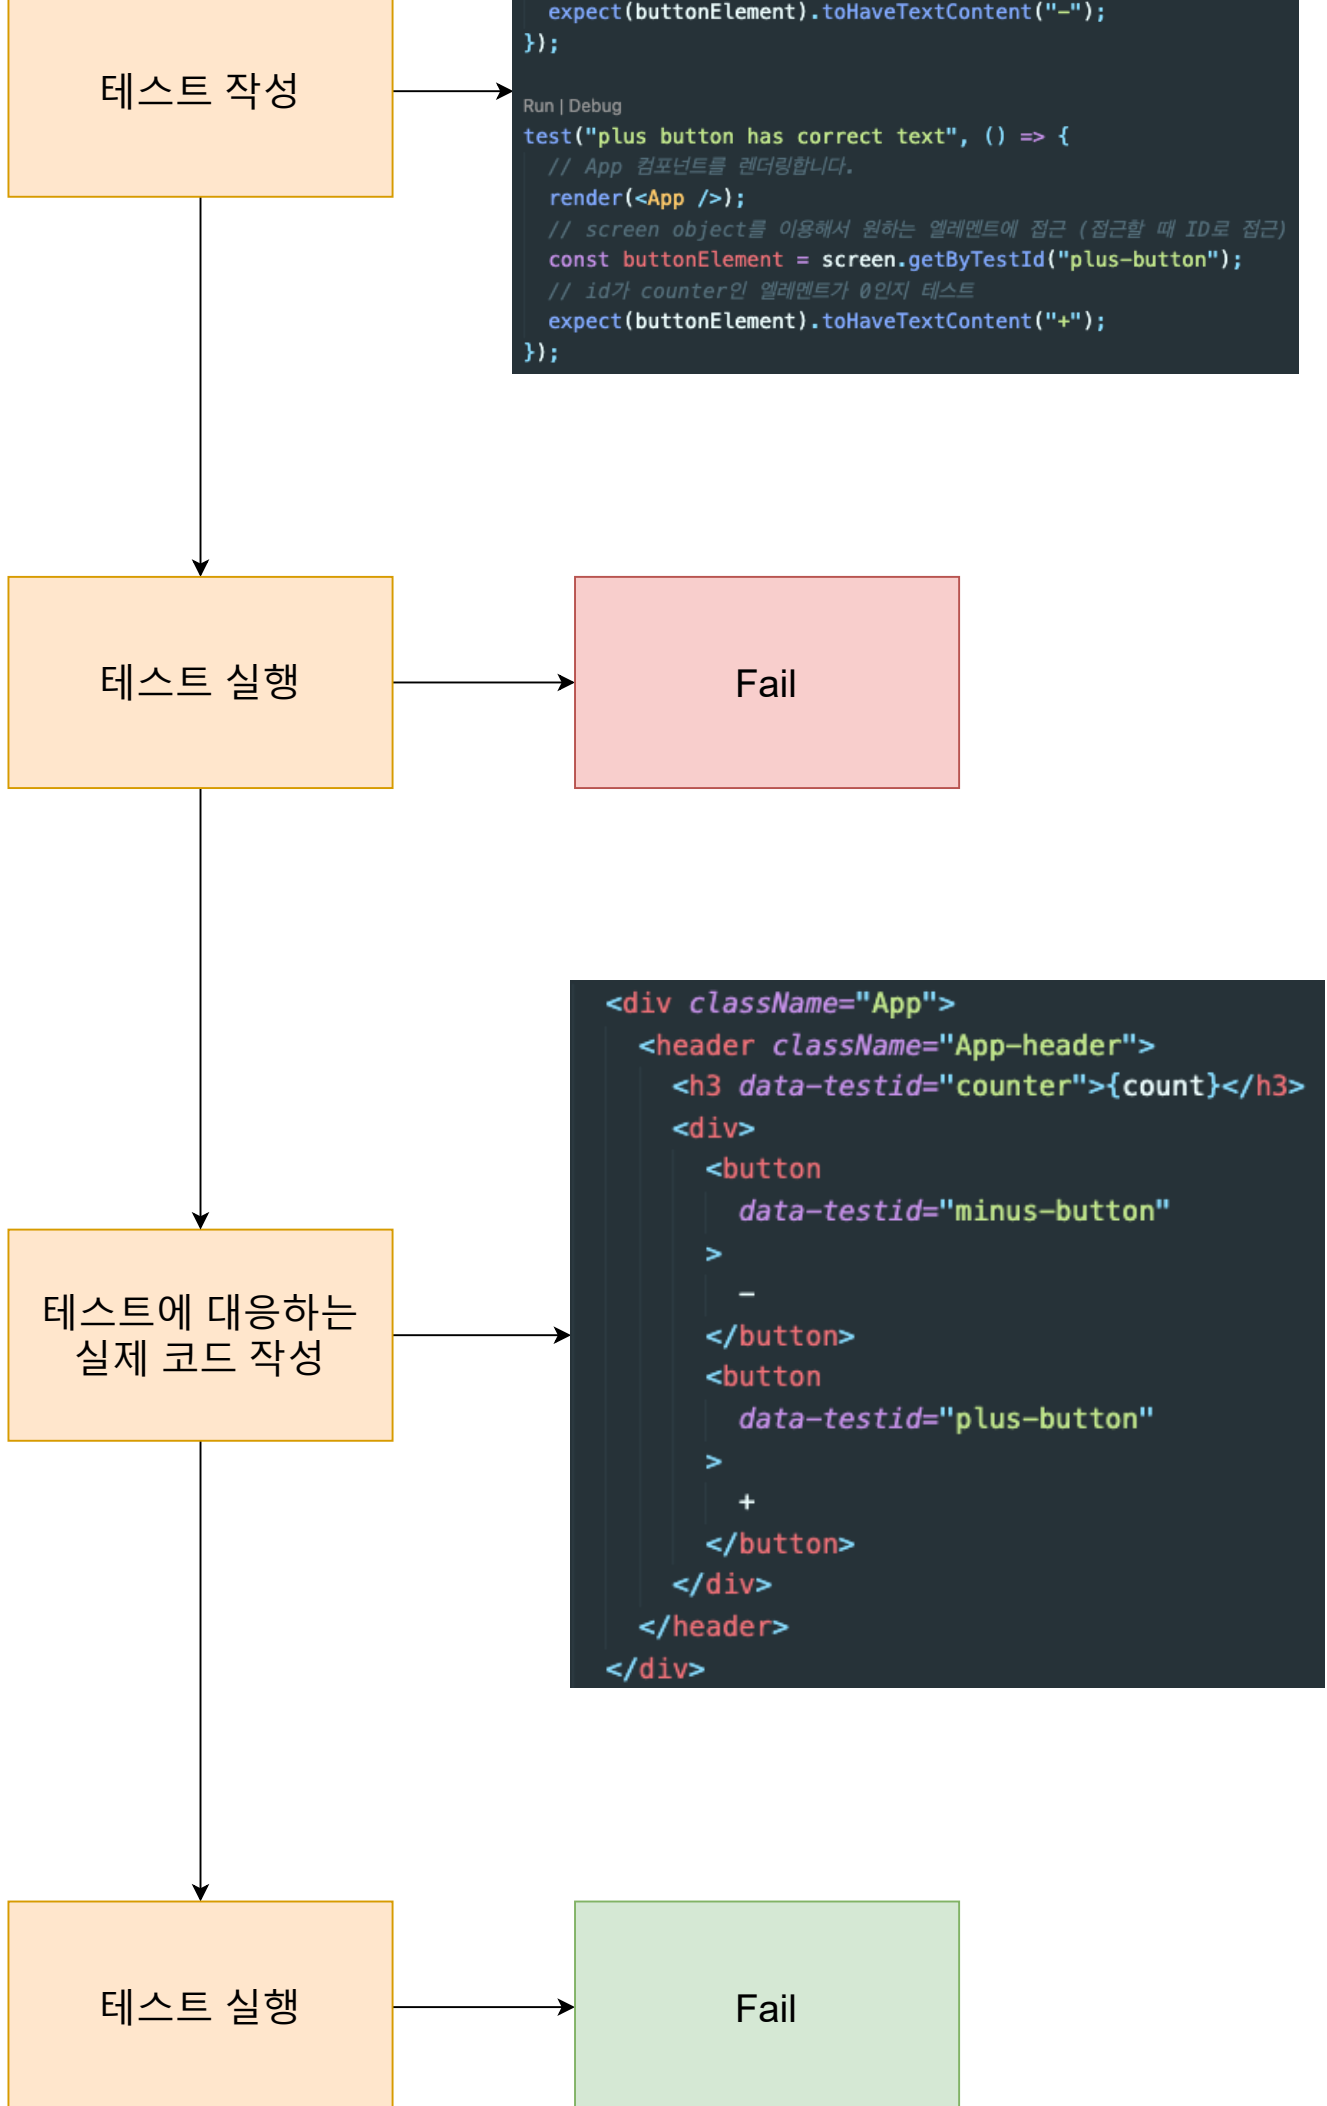 테스트 작성
expect(buttonElement).toHaveTextContent("-");
});
Run | Debug
test("plus button has correct text", () => {
// App 컴포넌트를 렌더링합니다.
render(<App />);
// screen object를 이용해서 원하는 엘레멘트에 접근 (접근할 때 ID로 접근)
const buttonElement = screen.getByTestId("plus-button");
// id가 counter인 엘레멘트가 0인지 테스트
expect(buttonElement).toHaveTextContent("+");
});
테스트 실행
Fail
테스트에 대응하는
실제 코드 작성
<div className="App">
<header className="App-header">
<h3 data-testid="counter">{count}</h3>
<div>
<button
data-testid="minus-button"
>
-
</button>
<button
data-testid="plus-button"
>
+
</button>
</div>
</header>
</div>
테스트 실행
Fail